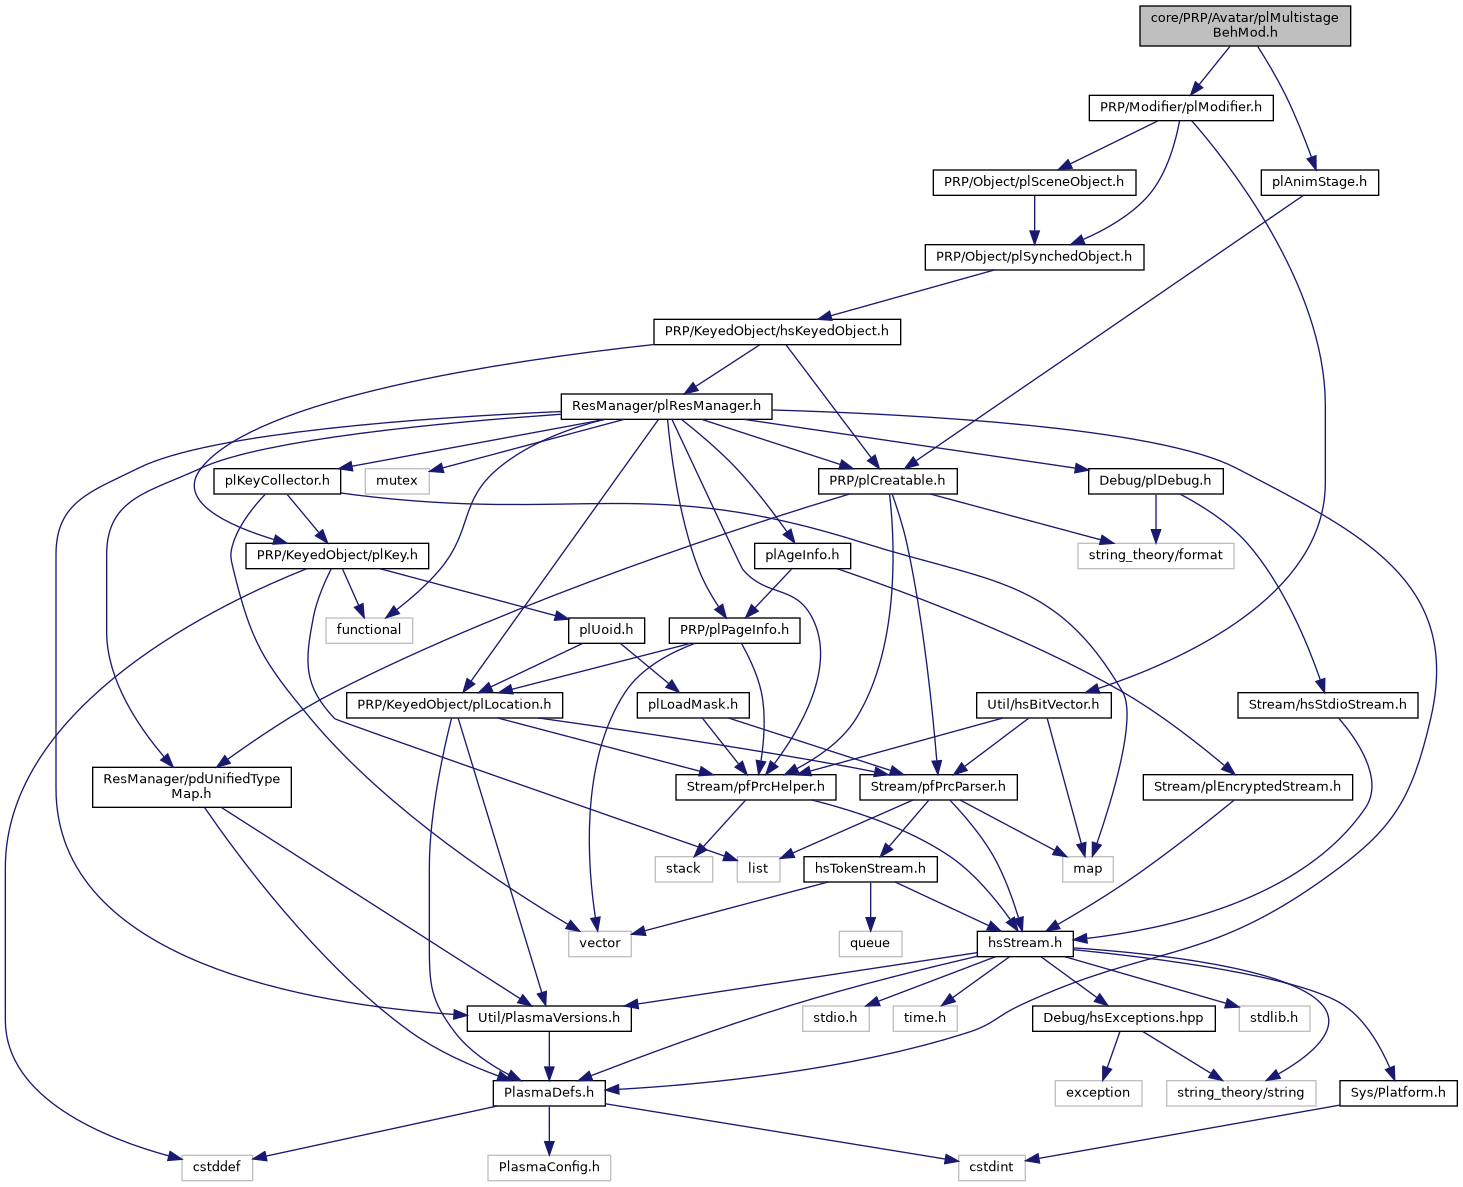 core/PRP/Avatar/plMultistage
BehMod.h
PRP/Modifier/plModifier.h
PRP/Object/plSceneObject.h
plAnimStage.h
PRP/Object/plSynchedObject.h
PRP/KeyedObject/hsKeyedObject.h
ResManager/plResManager.h
plKeyCollector.h
mutex
PRP/plCreatable.h
Debug/plDebug.h
PRP/KeyedObject/plKey.h
plAgeInfo.h
string_theory/format
functional
plUoid.h
PRP/plPageInfo.h
PRP/KeyedObject/plLocation.h
plLoadMask.h
Util/hsBitVector.h
Stream/hsStdioStream.h
ResManager/pdUnifiedType
Map.h
Stream/pfPrcHelper.h
Stream/pfPrcParser.h
Stream/plEncryptedStream.h
stack
list
hsTokenStream.h
map
vector
queue
hsStream.h
Util/PlasmaVersions.h
stdio.h
time.h
Debug/hsExceptions.hpp
stdlib.h
PlasmaDefs.h
exception
string_theory/string
Sys/Platform.h
cstddef
PlasmaConfig.h
cstdint